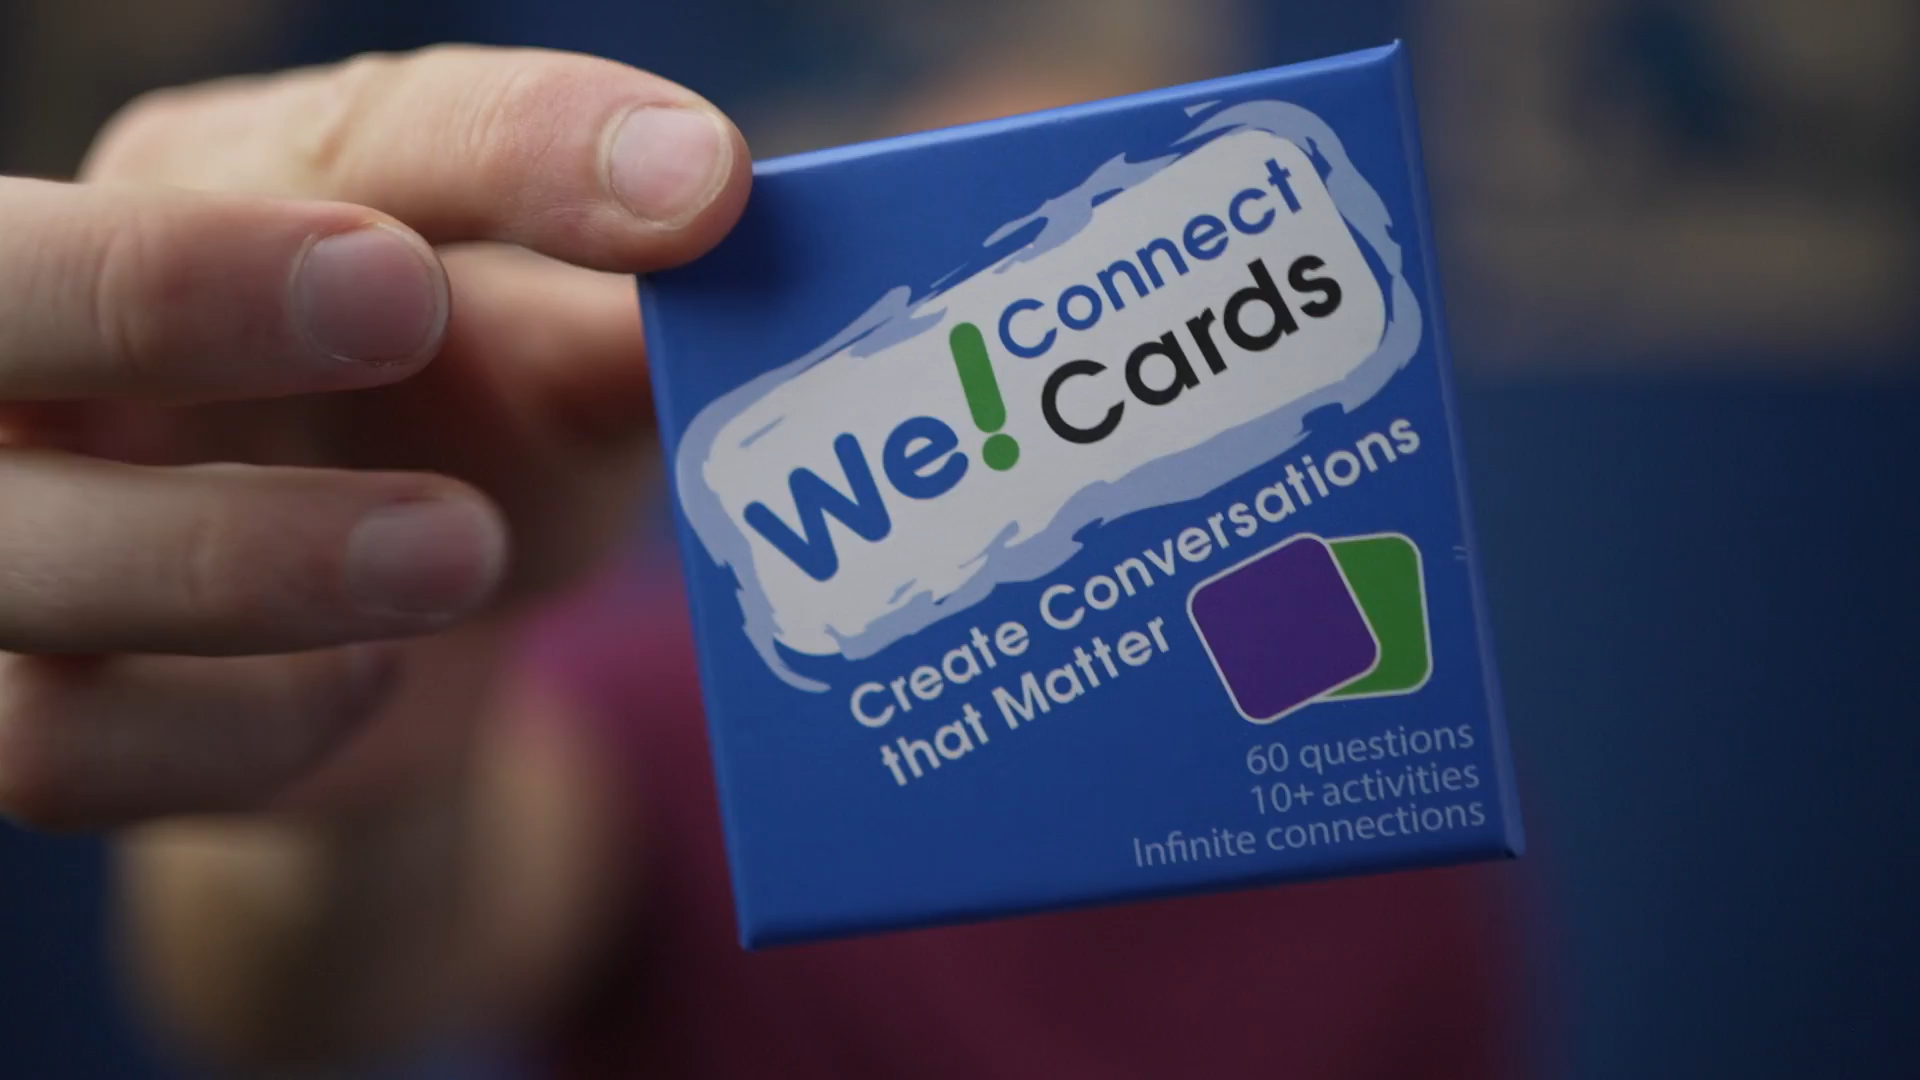 We! Connect
Cards
Create Conversations
that Matter
60 questions
10+ activities
Infinite connections